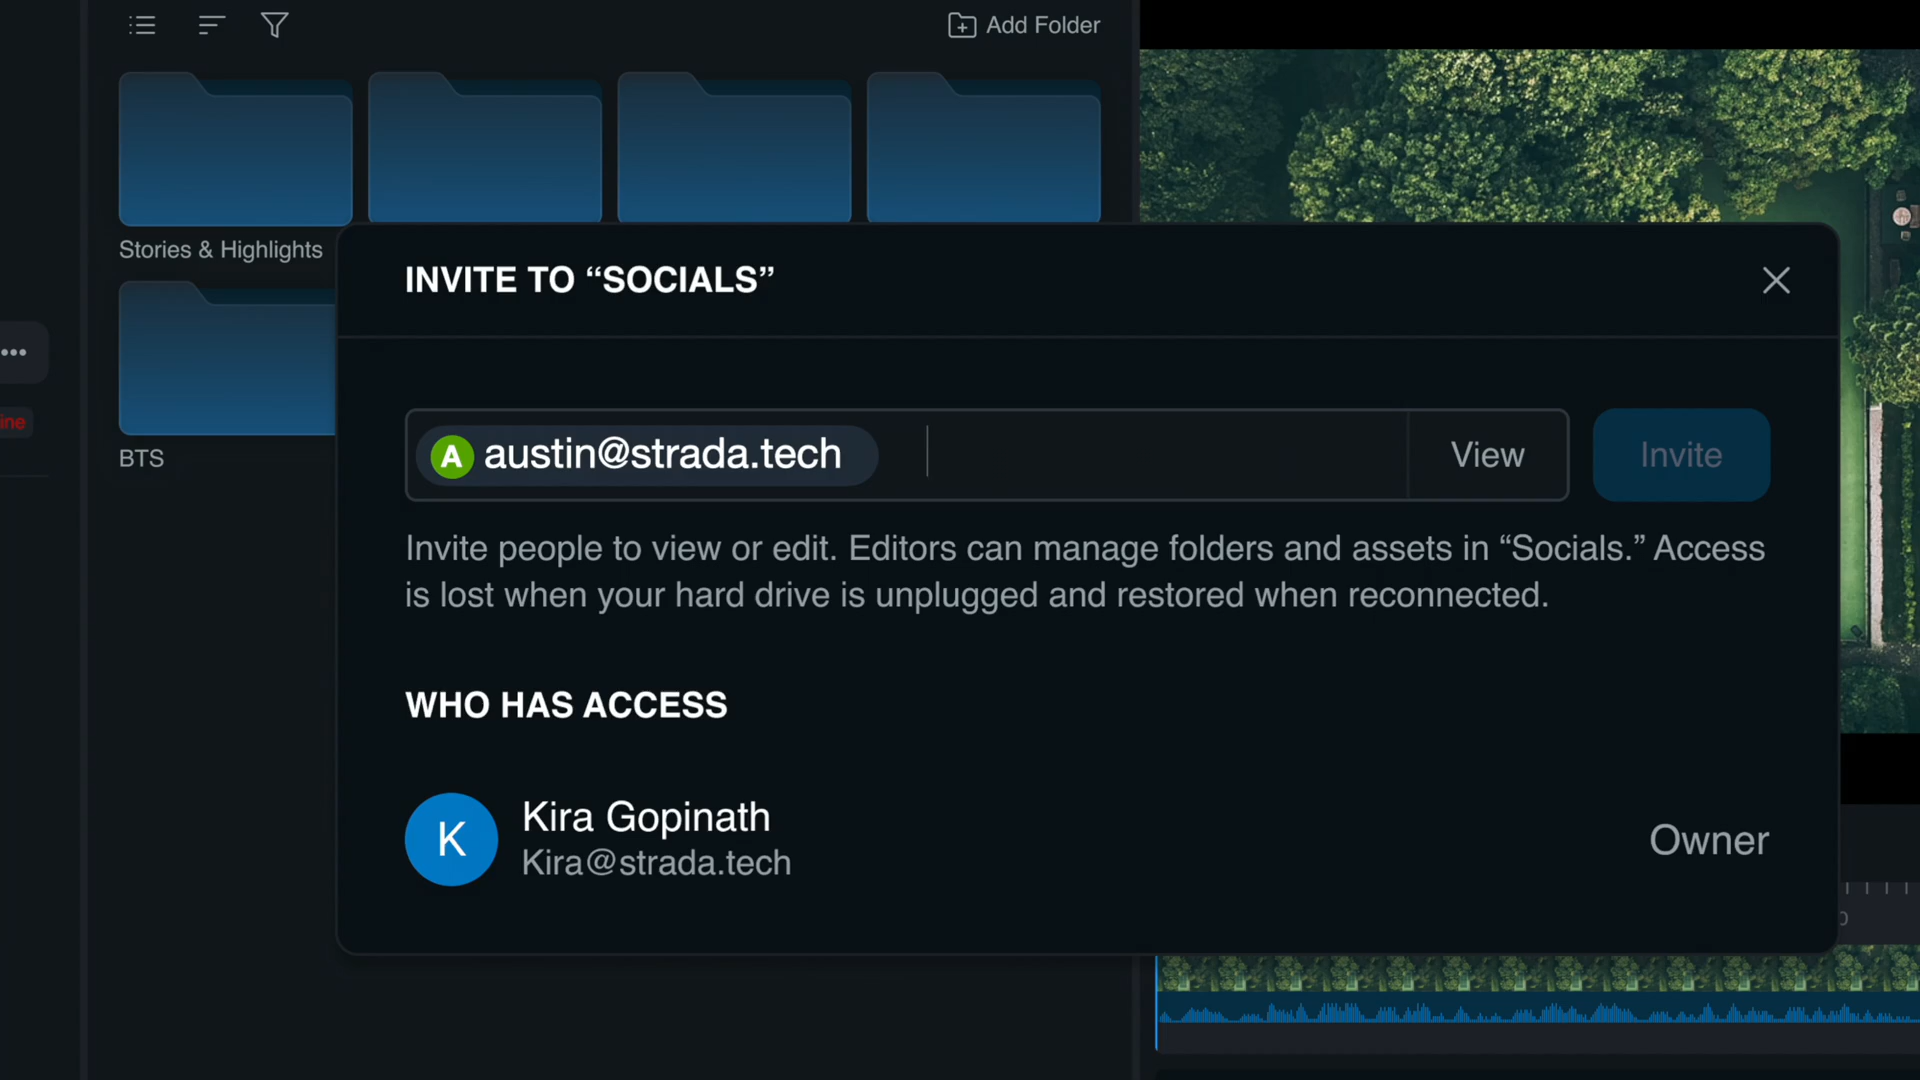 Add Folder
Stories & Highlights
BTS
ine
INVITE TO “SOCIALS”
A austin@strada.tech
View
Invite
Invite people to view or edit. Editors can manage folders and assets in “Socials.” Access
is lost when your hard drive is unplugged and restored when reconnected.
WHO HAS ACCESS
K
Kira Gopinath
Kira@strada.tech
Owner